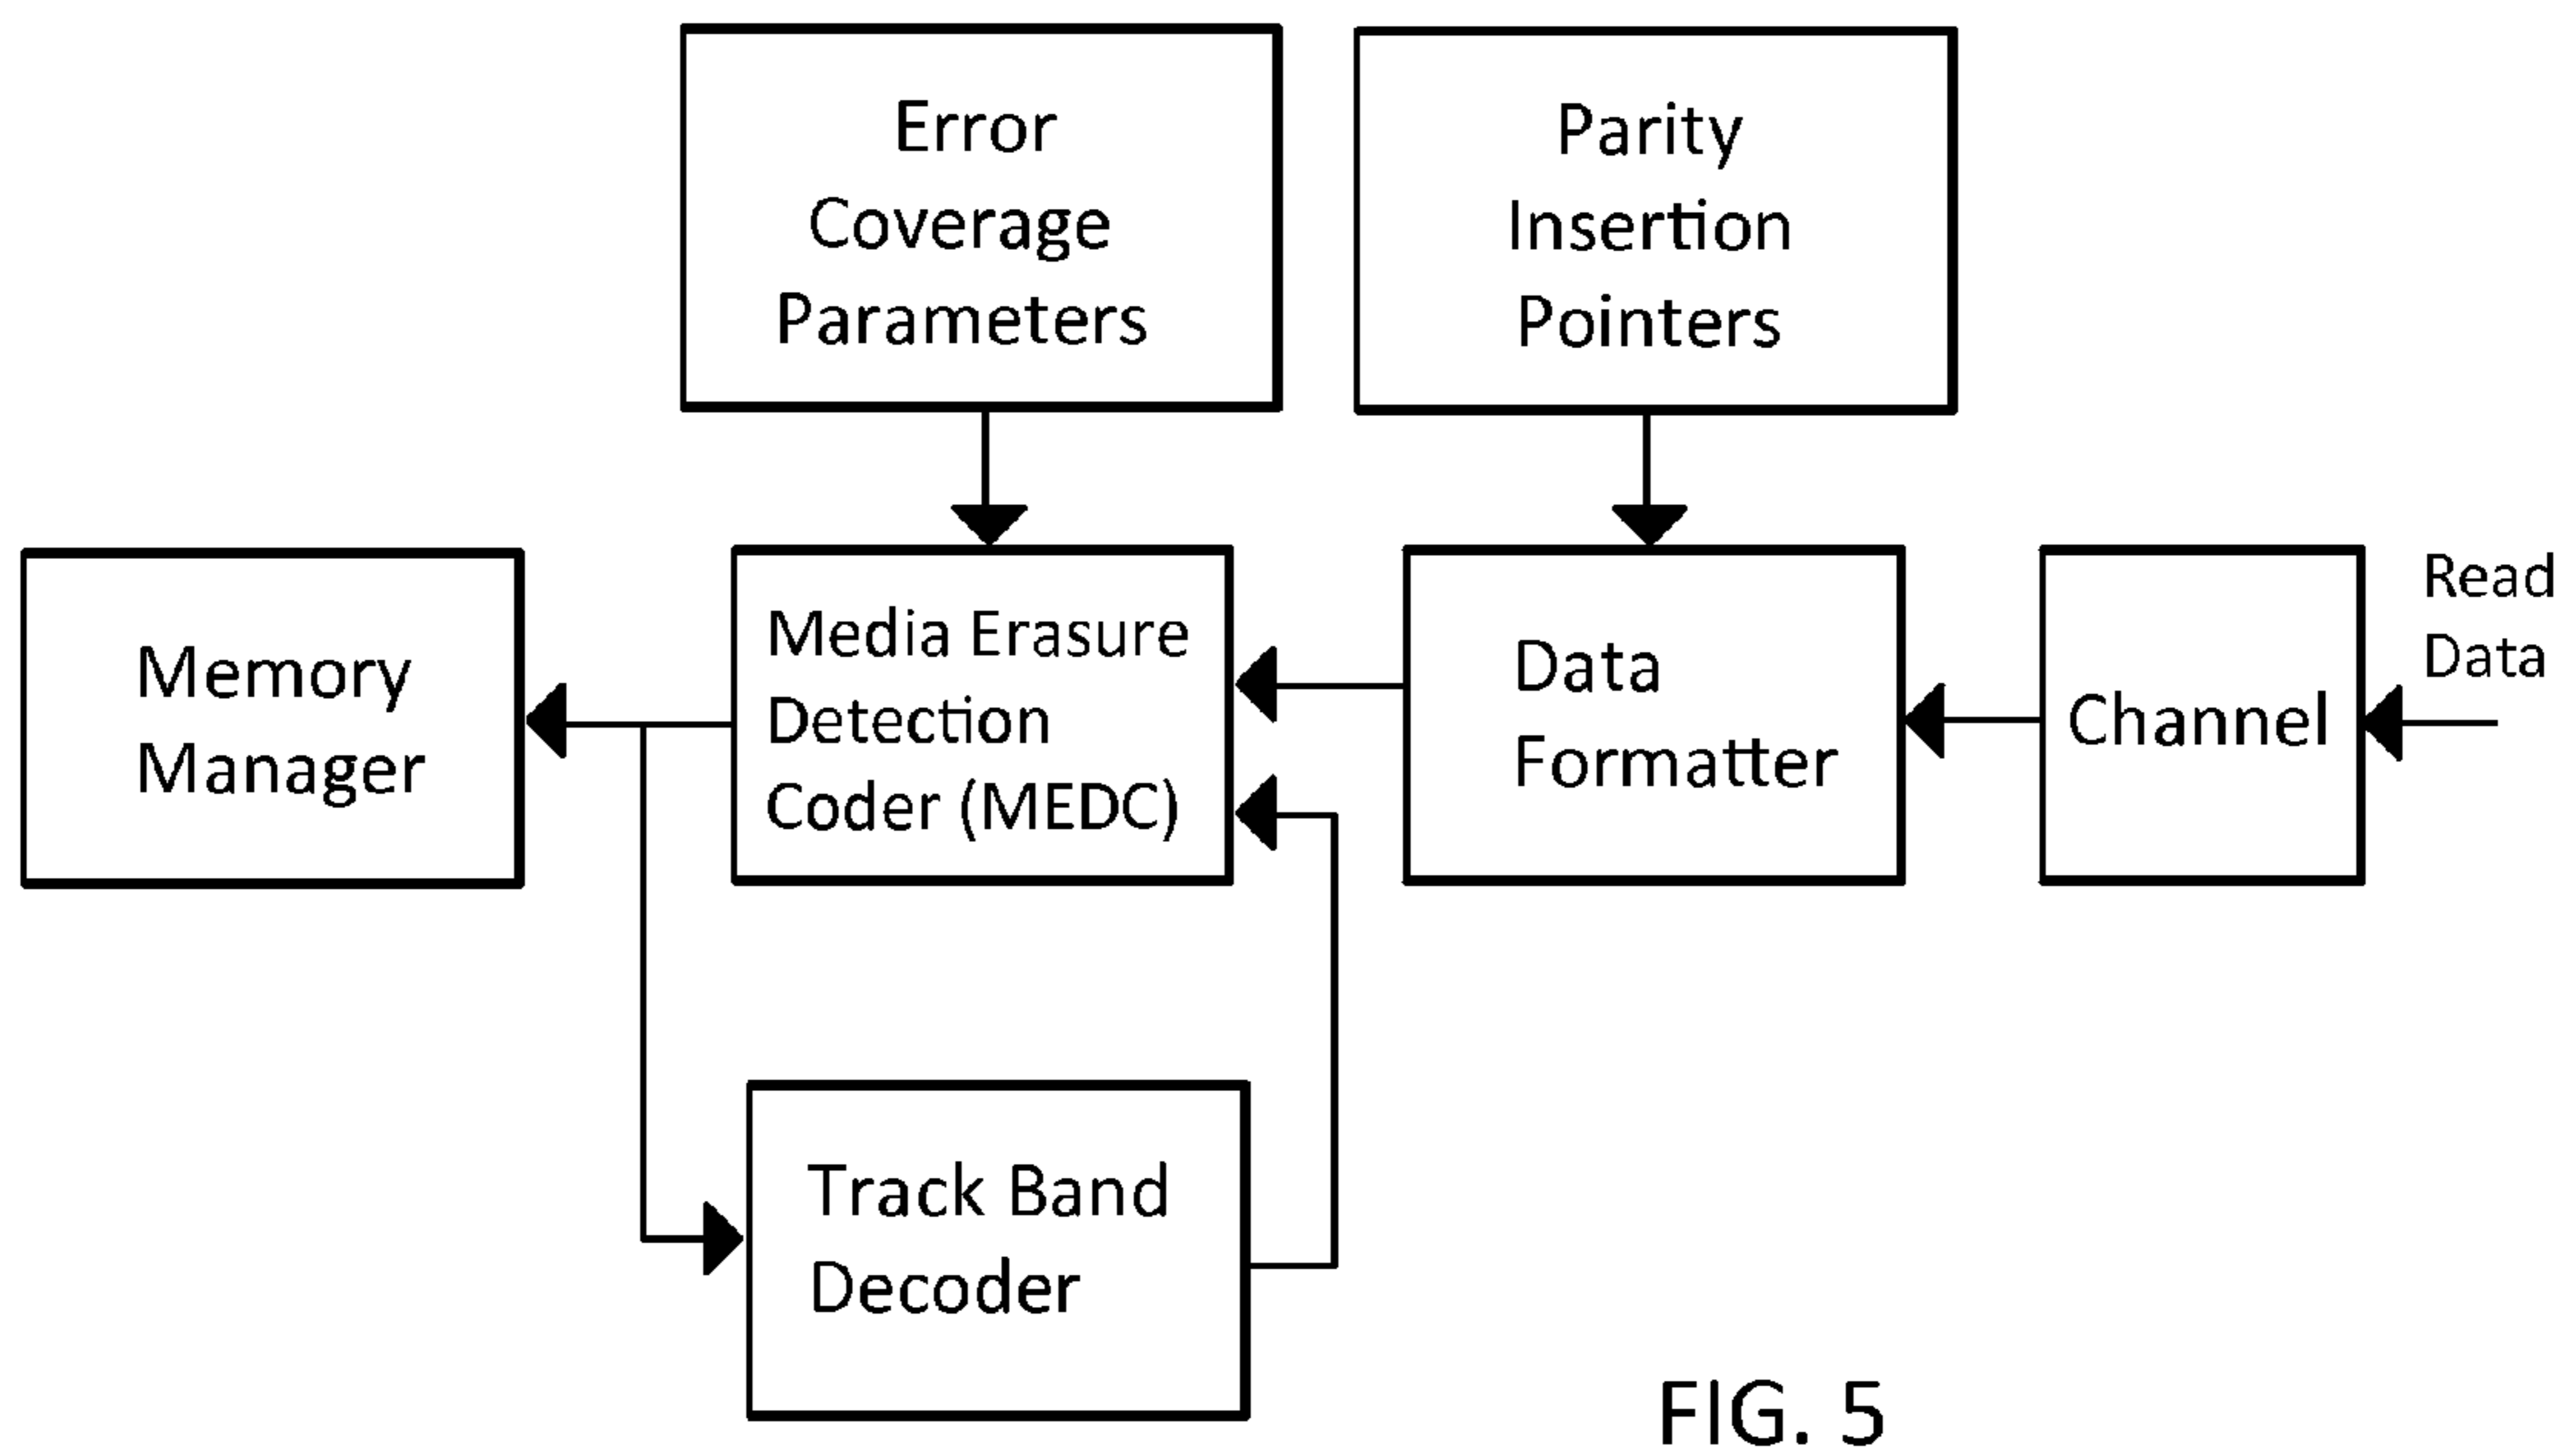 Error
Coverage
Parameters
Parity
Insertion
Pointers
Memory
Manager
Media Erasure
Detection
Coder (MEDC)
Data
Formatter
Channel
Read
Data
Track Band
Decoder
FIG. 5